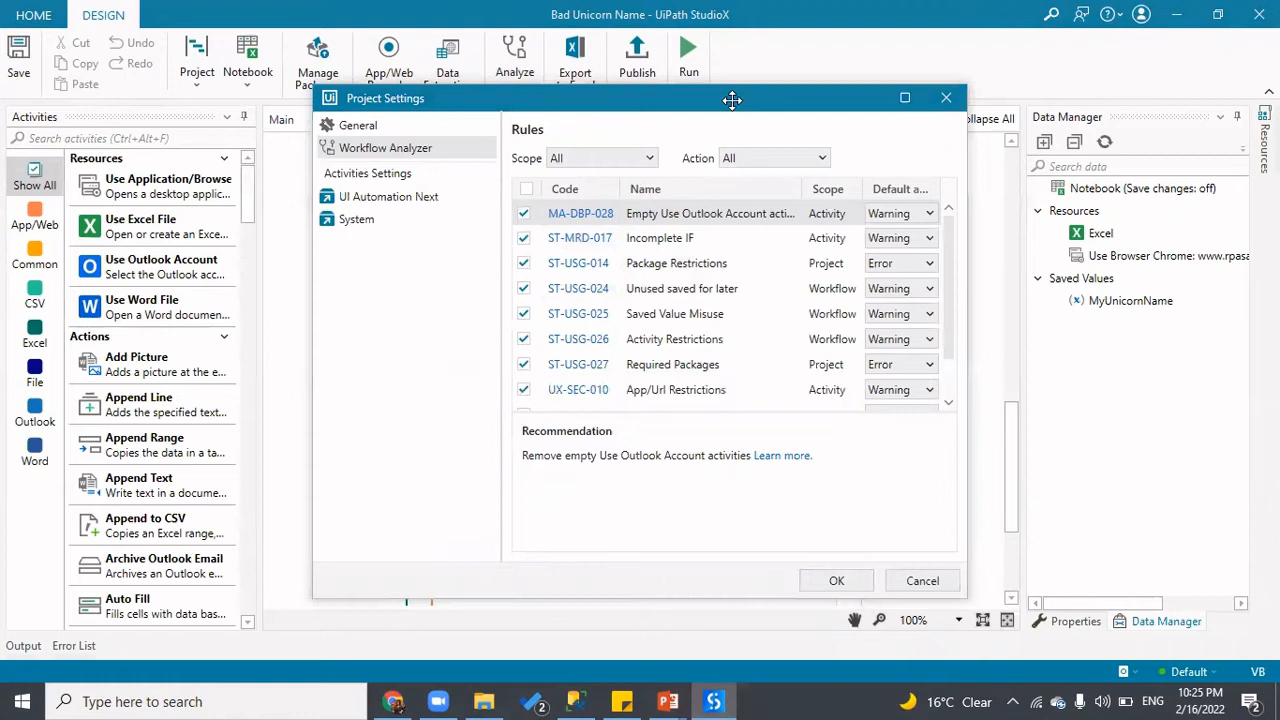 HOME
DESIGN
Bad Unicorn Name - UiPath StudioX
Save
Cut
Copy
Paste
Undo
Redo
Project
Notebook
Manage
App/Web
Data
Analyze
Excel
Export to
Publish
Run
Activities
Search activities (Ctrl+Alt+F)
Show All
App/Web
Common
CSV
Excel
File
Outlook
Word
Resources
Use Application/Browse
Opens a desktop applic...
Use Excel File
Open or create an Exce...
Use Outlook Account
Select the Outlook acco...
Use Word File
Open a Word documen...
Actions
Add Picture
Adds a picture at the e...
Append Line
Adds the specified text...
Append Range
Copies the data in a ta...
Append Text
Write text in a docume...
Append to CSV
Copies an Excel range,...
Archive Outlook Email
Archives an Outlook e...
Auto Fill
Fills cells with data bas...
Main
Collapse All
Project Settings
General
Workflow Analyzer
Activities Settings
UI Automation Next
System
Rules
Scope All Action All
Code Name Scope Default a...
MA-DBP-028 Empty Use Outlook Account acti... Activity Warning
ST-MRD-017 Incomplete IF Activity Warning
ST-USG-014 Package Restrictions Project Error
ST-USG-024 Unused saved for later Workflow Warning
ST-USG-025 Saved Value Misuse Workflow Warning
ST-USG-026 Activity Restrictions Workflow Warning
ST-USG-027 Required Packages Project Error
UX-SEC-010 App/Url Restrictions Activity Warning
Recommendation
Remove empty Use Outlook Account activities Learn more.
OK
Cancel
Data Manager
Search data
Notebook (Save changes: off)
Resources
Excel
Use Browser Chrome: www.rpasa
Saved Values
(x) MyUnicornName
Resources
100%
Properties
Data Manager
Output
Error List
Default
VB
Type here to search
2
16°C Clear
ENG
10:25 PM
2/16/2022
2